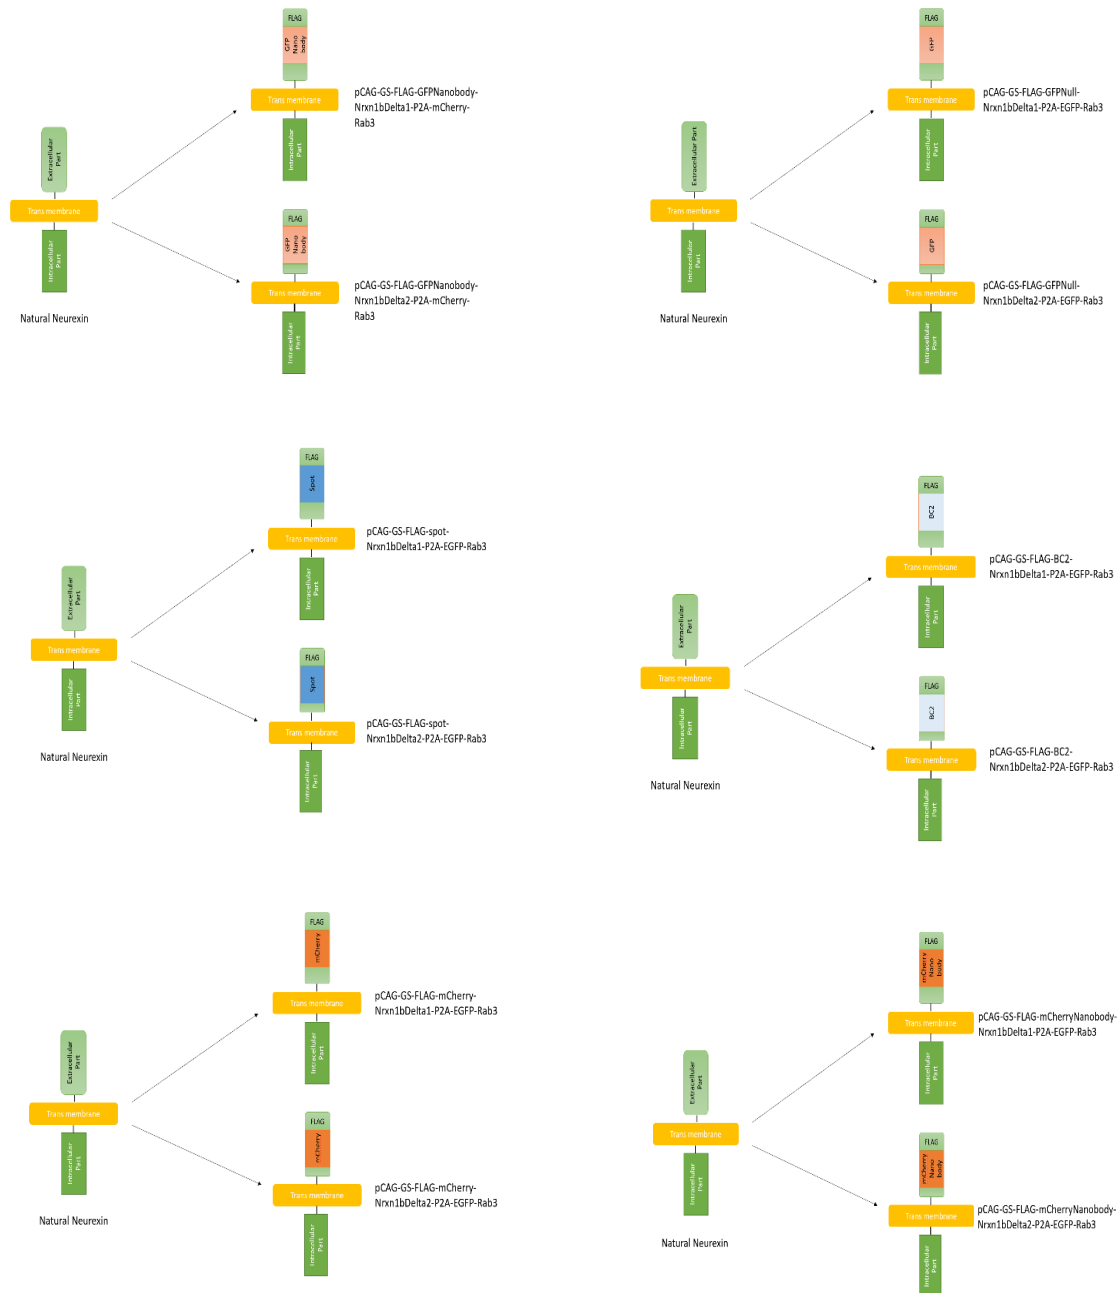 FLAG
GFP
Nano
body
Trans membrane
Intracellular
Part
pCAG-GS-FLAG-GFPNanobody-
Nrxn1bDelta1-P2A-mCherry-
Rab3
Extracellular
Part
Trans membrane
Intracellular
Part
Natural Neurexin
FLAG
GFP
Nano
body
Trans membrane
Intracellular
Part
pCAG-GS-FLAG-GFPNanobody-
Nrxn1bDelta2-P2A-mCherry-
Rab3
FLAG
GFP
Trans membrane
Intracellular
Part
pCAG-GS-FLAG-GFPNull-
Nrxn1bDelta1-P2A-EGFP-Rab3
Extracellular Part
Trans membrane
Intracellular
Part
Natural Neurexin
FLAG
GFP
Trans membrane
Intracellular
Part
pCAG-GS-FLAG-GFPNull-
Nrxn1bDelta2-P2A-EGFP-Rab3
FLAG
Spot
Trans membrane
Intracellular
Part
pCAG-GS-FLAG-spot-
Nrxn1bDelta1-P2A-EGFP-Rab3
Extracellular
Part
Trans membrane
Intracellular
Part
Natural Neurexin
FLAG
Spot
Trans membrane
Intracellular
Part
pCAG-GS-FLAG-spot-
Nrxn1bDelta2-P2A-EGFP-Rab3
FLAG
BC2
Trans membrane
Intracellular
Part
pCAG-GS-FLAG-BC2-
Nrxn1bDelta1-P2A-EGFP-Rab3
Extracellular
Part
Trans membrane
Intracellular
Part
Natural Neurexin
FLAG
BC2
Trans membrane
Intracellular
Part
pCAG-GS-FLAG-BC2-
Nrxn1bDelta2-P2A-EGFP-Rab3
FLAG
mCherry
Trans membrane
Intracellular
Part
pCAG-GS-FLAG-mCherry-
Nrxn1bDelta1-P2A-EGFP-Rab3
Extracellular
Part
Trans membrane
Intracellular
Part
Natural Neurexin
FLAG
mCherry
Trans membrane
Intracellular
Part
pCAG-GS-FLAG-mCherry-
Nrxn1bDelta2-P2A-EGFP-Rab3
FLAG
mCherry
Nano
body
Trans membrane
Intracellular
Part
pCAG-GS-FLAG-mCherryNanobody-
Nrxn1bDelta1-P2A-EGFP-Rab3
Extracellular
Part
Trans membrane
Intracellular
Part
Natural Neurexin
FLAG
mCherry
Nano
body
Trans membrane
Intracellular
Part
pCAG-GS-FLAG-mCherryNanobody-
Nrxn1bDelta2-P2A-EGFP-Rab3